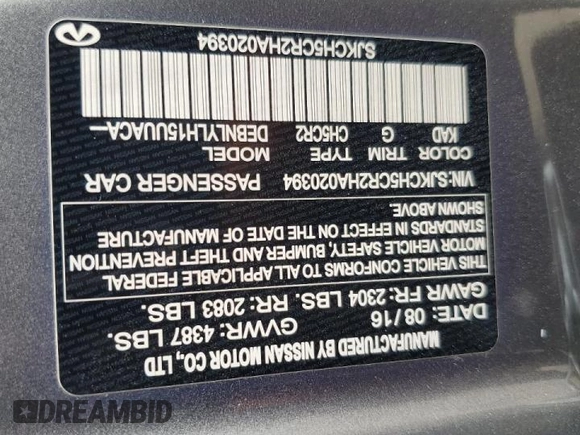 MANUFACTURED BY NISSAN MOTOR CO., LTD
DATE: 08/16 GVWR: 4387 LBS.
GAWR FR: 2304 LBS. RR: 2083 LBS.
THIS VEHICLE CONFORMS TO ALL APPLICABLE FEDERAL
MOTOR VEHICLE SAFETY, BUMPER AND THEFT PREVENTION
STANDARDS IN EFFECT ON THE DATE OF MANUFACTURE
SHOWN ABOVE.
VIN:SJKCH5CR2HA020394 PASSENGER CAR
COLOR TRIM TYPE MODEL
KAD G CH5CR2 DEBNLYLH15UUACA—
SJKCH5CR2HA020394
DREAMBID